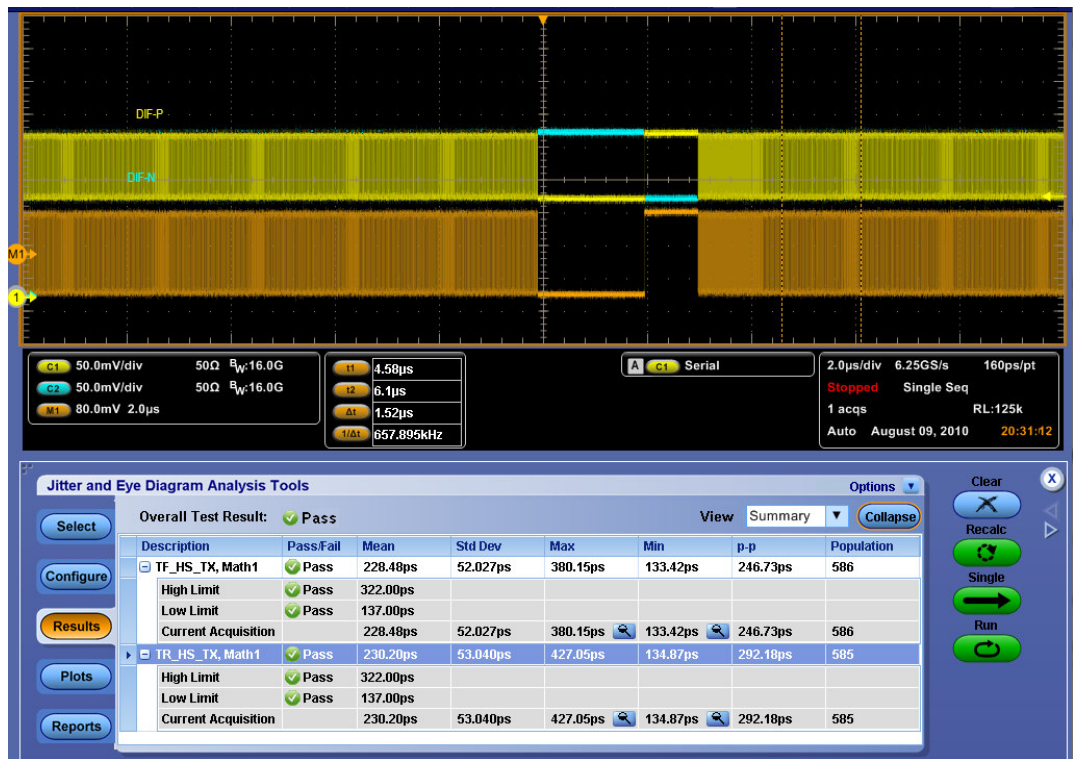 DIF-P
DIF-N
M1
1
C1 50.0mV/div 50Ω BW:16.0G
C2 50.0mV/div 50Ω BW:16.0G
M1 80.0mV 2.0µs
t1 4.58µs
t2 6.1µs
Δt 1.52µs
1/Δt 657.895kHz
A C1 Serial
2.0µs/div 6.25GS/s 160ps/pt
Stopped Single Seq
1 acqs RL:125k
Auto August 09, 2010 20:31:12
Jitter and Eye Diagram Analysis Tools Options
Overall Test Result: Pass View Summary Collapse
Description Pass/Fail Mean Std Dev Max Min p-p Population
TF_HS_TX, Math1 Pass 228.48ps 52.027ps 380.15ps 133.42ps 246.73ps 586
High Limit Pass 322.00ps
Low Limit Pass 137.00ps
Current Acquisition 228.48ps 52.027ps 380.15ps 133.42ps 246.73ps 586
TR_HS_TX, Math1 Pass 230.20ps 53.040ps 427.05ps 134.87ps 292.18ps 585
High Limit Pass 322.00ps
Low Limit Pass 137.00ps
Current Acquisition 230.20ps 53.040ps 427.05ps 134.87ps 292.18ps 585
Select
Configure
Results
Plots
Reports
Clear
X
Recalc
Single
Run